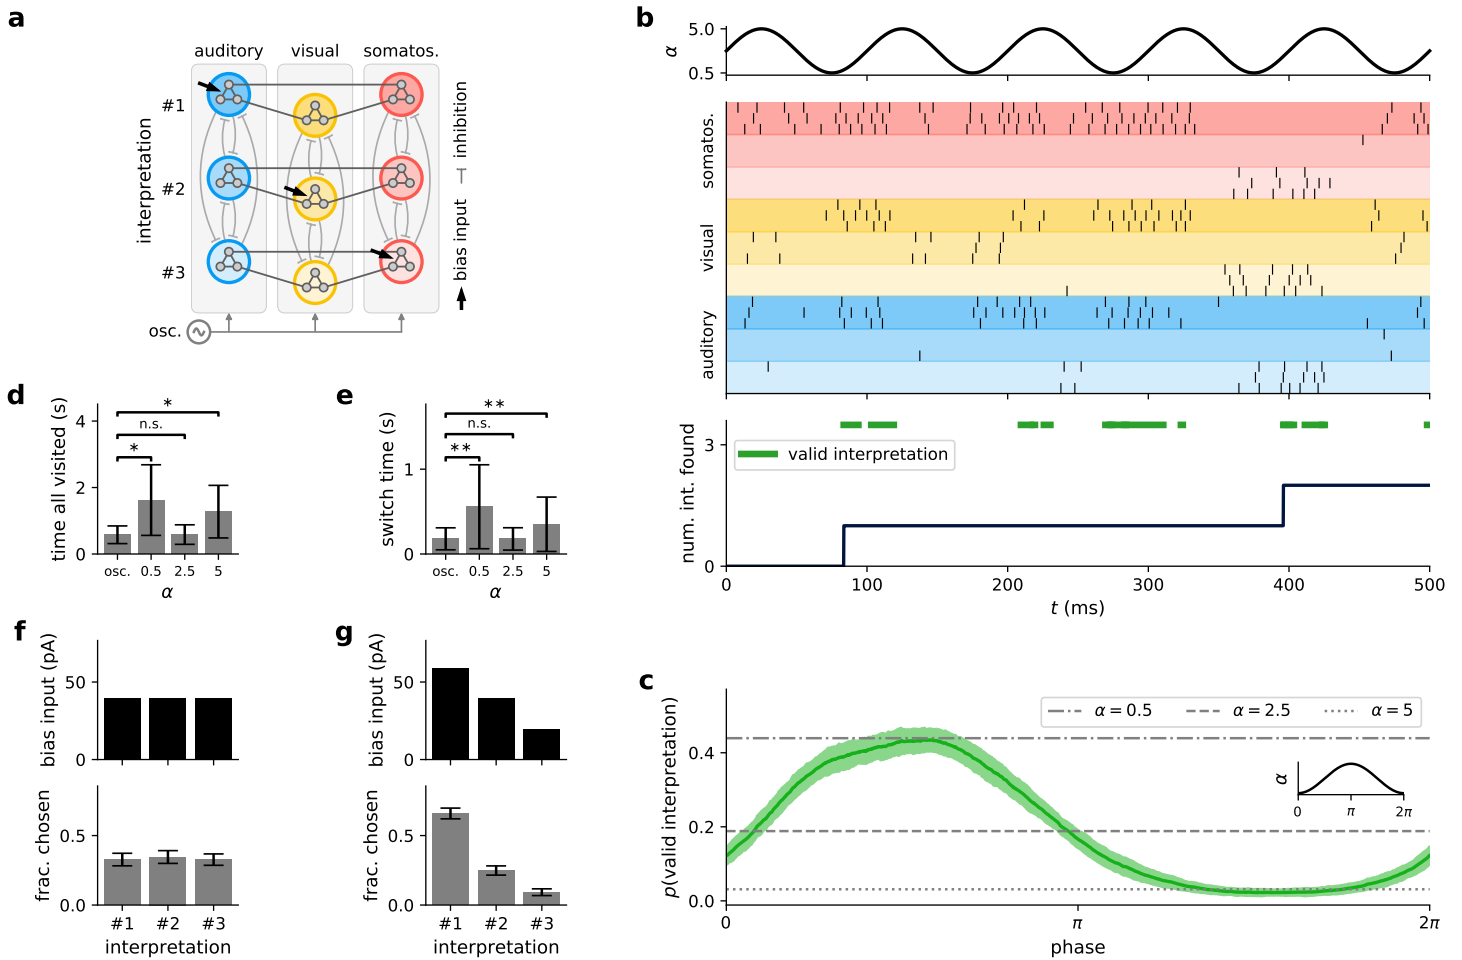 a
auditory
visual
somatos.
interpretation
#1
#2
#3
osc.
bias input
inhibition
b
α
5.0
0.5
somatos.
visual
auditory
num. int. found
3
0
valid interpretation
0
100
200
300
400
500
t (ms)
d
time all visited (s)
4
2
0
*
n.s.
*
osc.
0.5
2.5
5
α
e
switch time (s)
1
0
**
n.s.
**
osc.
0.5
2.5
5
α
f
bias input (pA)
50
0
frac. chosen
0.5
0.0
#1
#2
#3
interpretation
g
bias input (pA)
50
0
frac. chosen
0.5
0.0
#1
#2
#3
interpretation
c
p(valid interpretation)
0.4
0.2
0.0
α = 0.5
α = 2.5
α = 5
α
0
π
2π
0
π
2π
phase